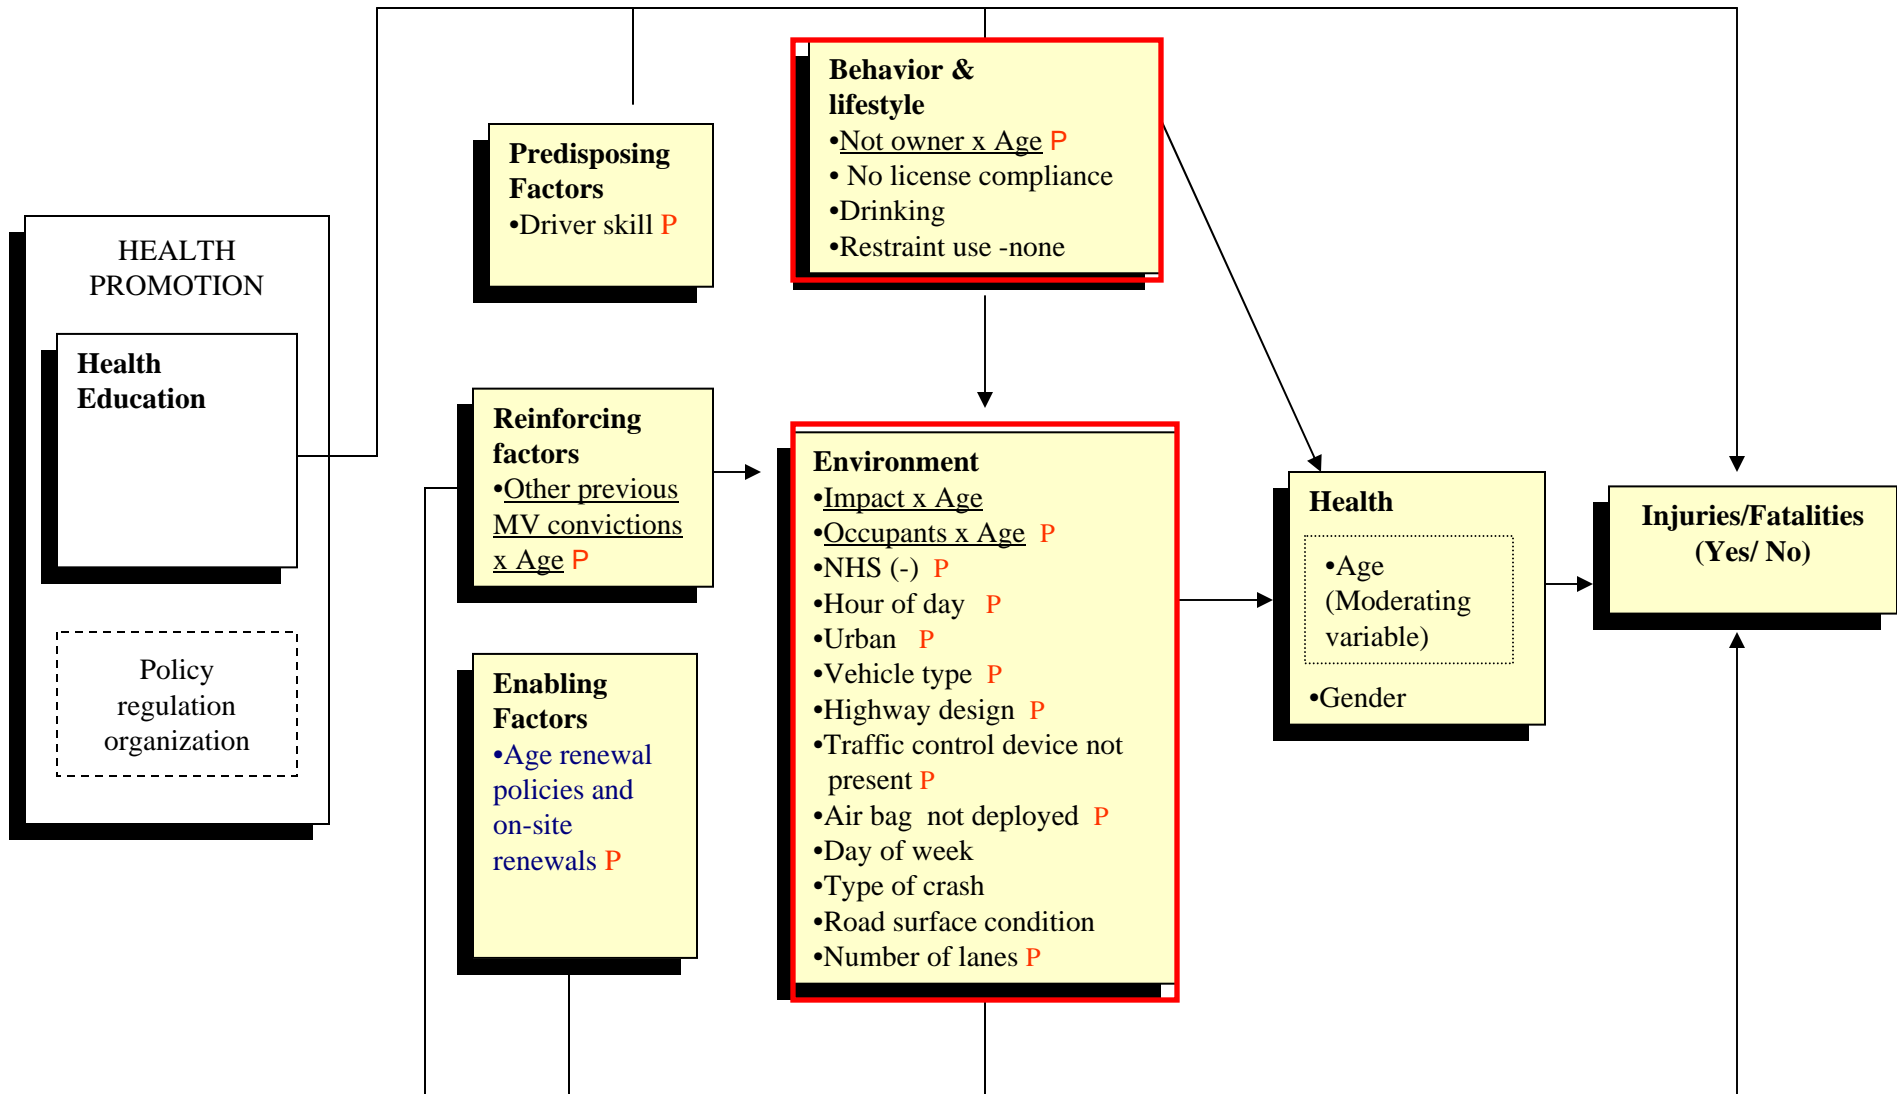 HEALTH
PROMOTION
Health
Education
Policy
regulation
organization
Predisposing
Factors
•Driver skill P
Reinforcing
factors
•Other previous
MV convictions
x Age P
Enabling
Factors
•Age renewal
policies and
on-site
renewals P
Behavior &
lifestyle
•Not owner x Age P
• No license compliance
•Drinking
•Restraint use -none
Environment
•Impact x Age
•Occupants x Age P
•NHS (-) P
•Hour of day P
•Urban P
•Vehicle type P
•Highway design P
•Traffic control device not
present P
•Air bag not deployed P
•Day of week
•Type of crash
•Road surface condition
•Number of lanes P
Health
•Age
(Moderating
variable)
•Gender
Injuries/Fatalities
(Yes/ No)